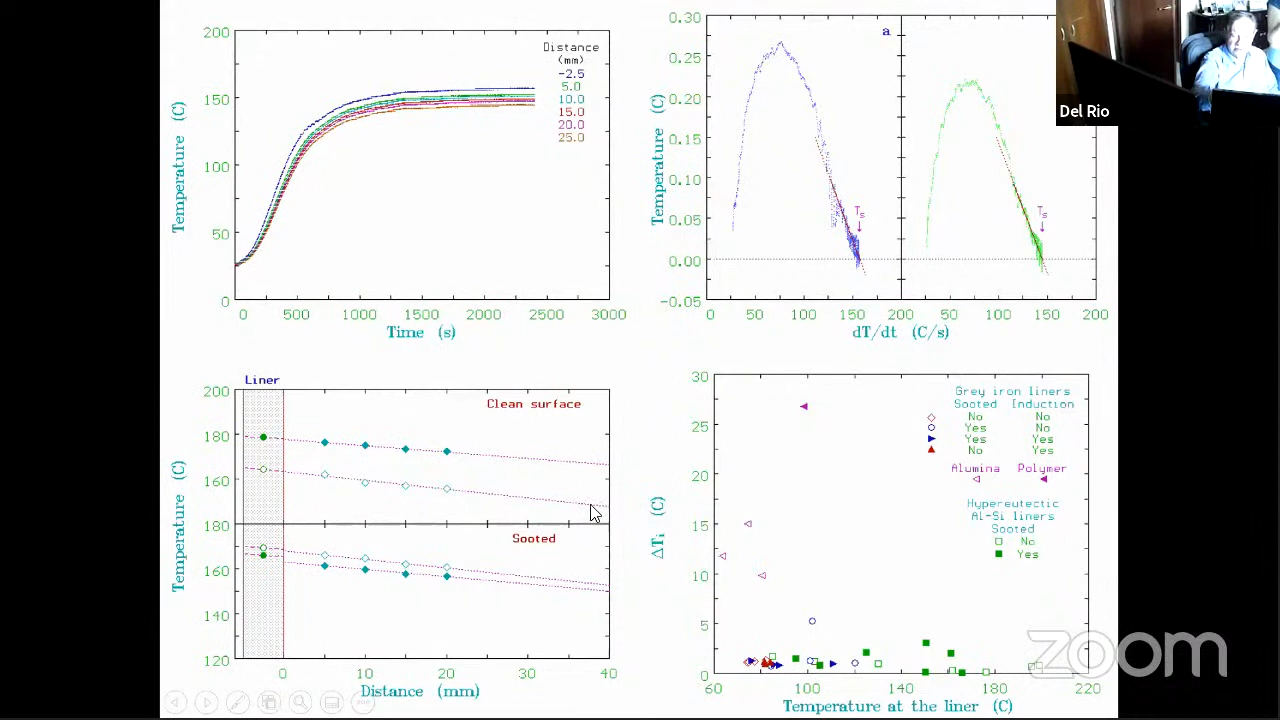 200
150
100
50
0
0 500 1000 1500 2000 2500 3000
Temperature (C)
Time (s)
Distance
(mm)
-2.5
5.0
10.0
15.0
20.0
25.0
0.30
0.25
0.20
0.15
0.10
0.05
0.00
-0.05
0 50 100 150 200 50 100 150 200
Temperature (C)
dT/dt (C/s)
a
Ts
Ts
Del Rio
Liner
200
180
160
180
160
140
120
0 10 20 30 40
Temperature (C)
Distance (mm)
Clean surface
Sooted
30
25
20
15
10
5
0
60 100 140 180 220
ΔTi (C)
Temperature at the liner (C)
Grey iron liners
Sooted Induction
No No
Yes No
Yes Yes
No Yes
Alumina Polymer
Hypereutectic
Al-Si liners
Sooted
No
Yes
zoom